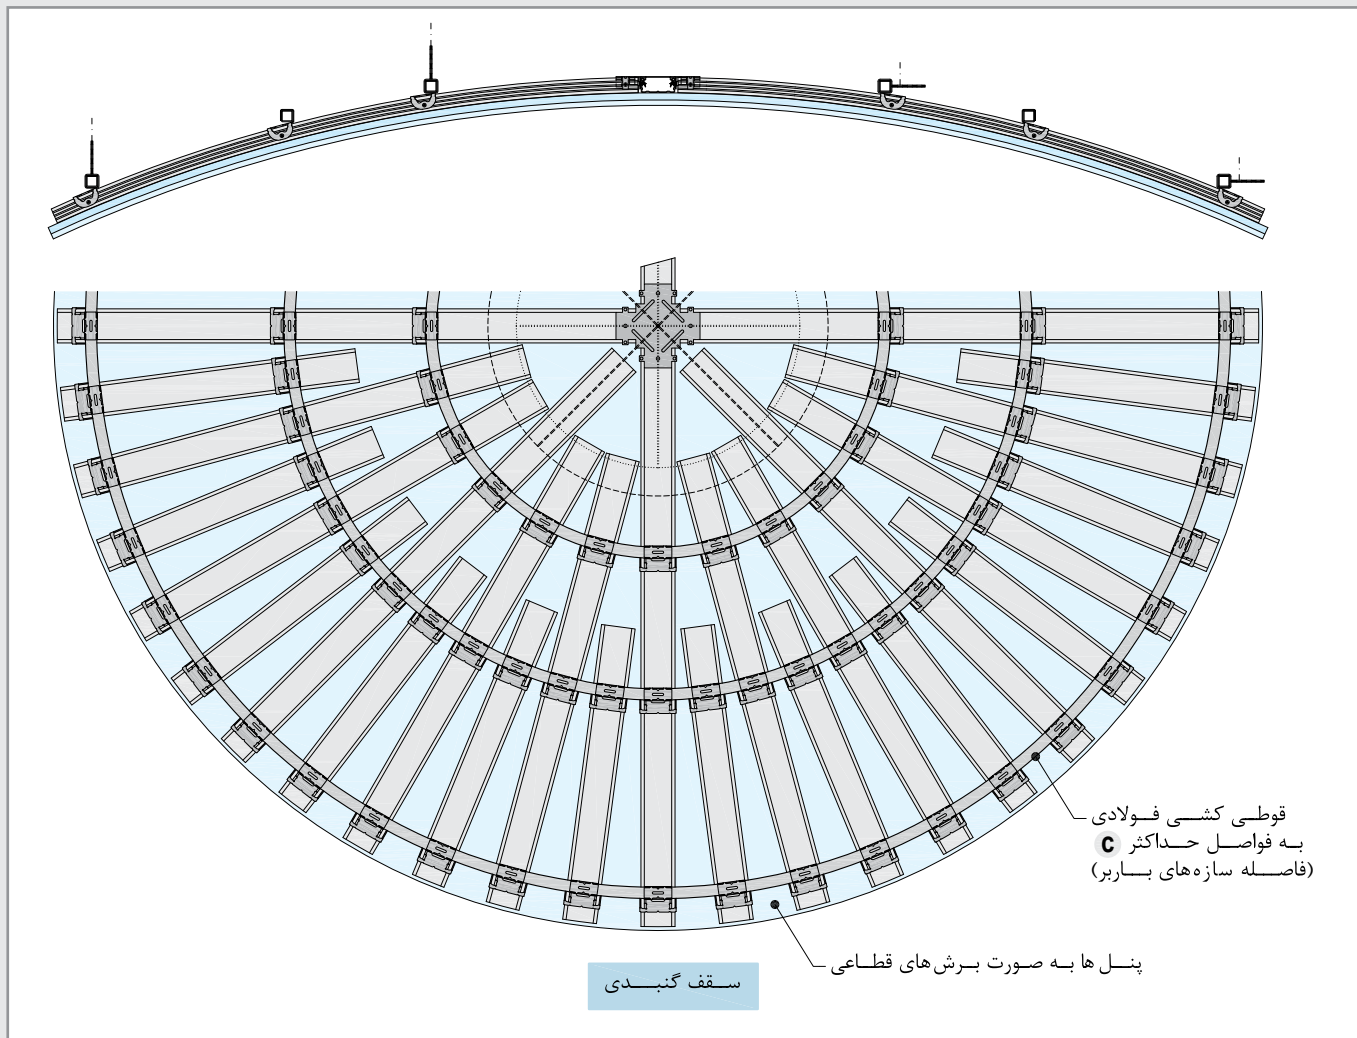 قوطی کشی فولادی
به فواصل حداکثر C
(فاصله سازه‌های باربر)
پنل ها به صورت برش‌های قطاعی
سقف گنبدی